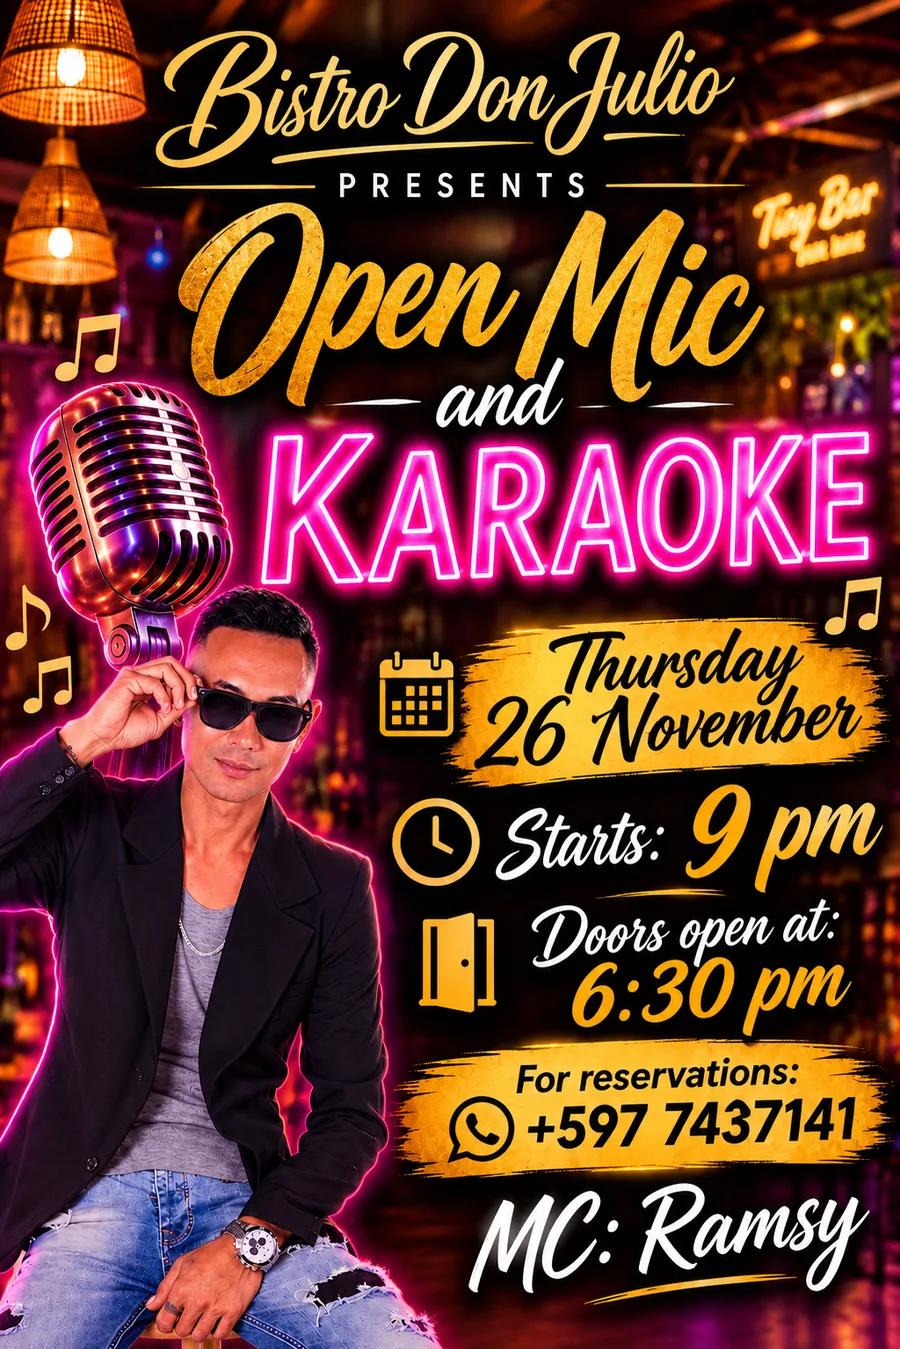 Bistro Don Julio
PRESENTS
Open Mic
and
KARAOKE
Tiny Bar
Thursday
26 November
Starts: 9 pm
Doors open at:
6:30 pm
For reservations:
+597 7437141
MC: Ramsy